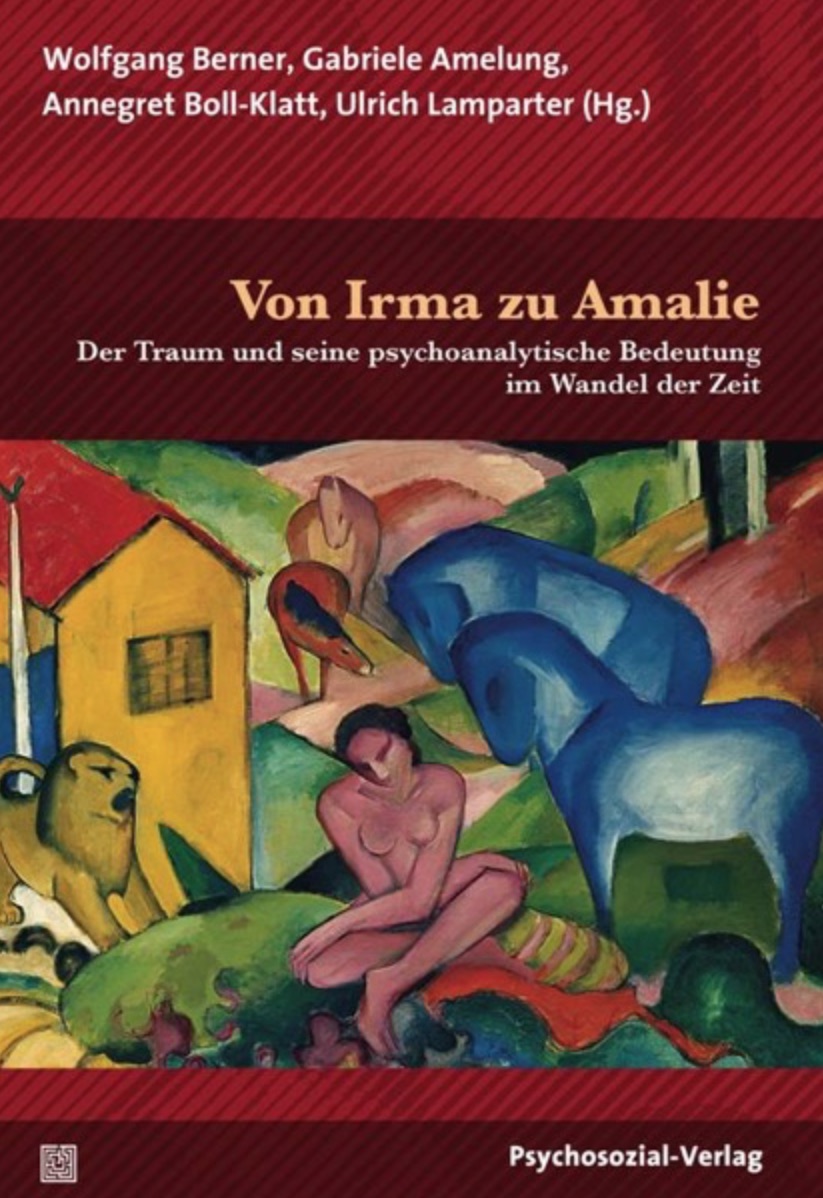 Wolfgang Berner, Gabriele Amelung,
Annegret Boll-Klatt, Ulrich Lamparter (Hg.)
Von Irma zu Amalie
Der Traum und seine psychoanalytische Bedeutung
im Wandel der Zeit
Psychosozial-Verlag